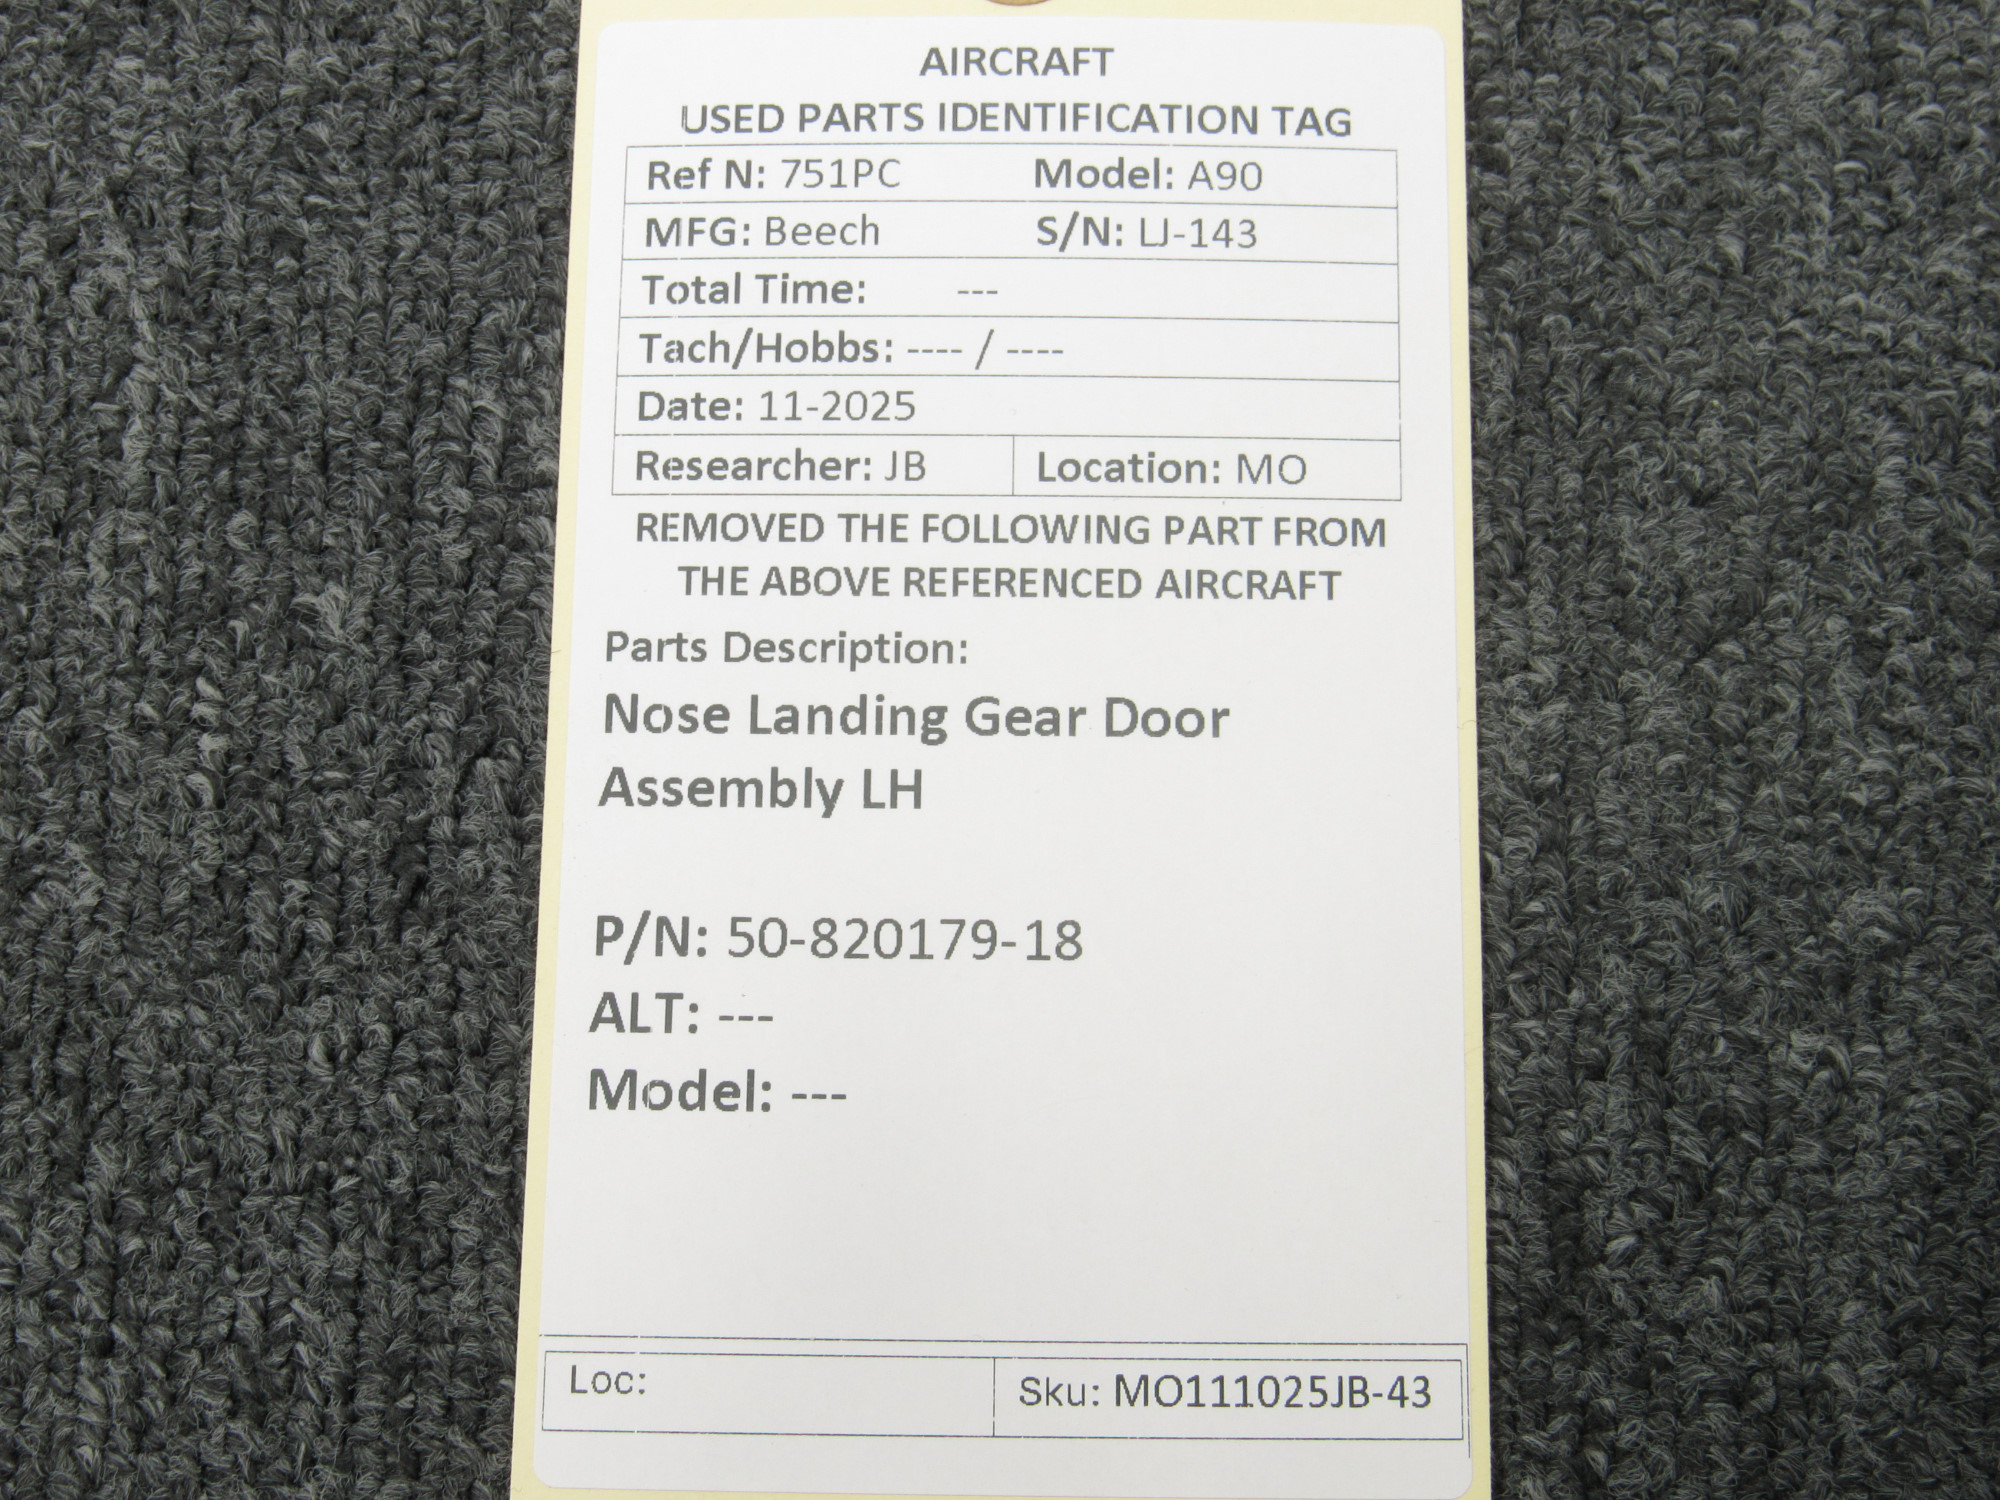 AIRCRAFT
USED PARTS IDENTIFICATION TAG
Ref N: 751PC Model: A90
MFG: Beech S/N: LJ-143
Total Time: ---
Tach/Hobbs: ---- / ----
Date: 11-2025
Researcher: JB Location: MO
REMOVED THE FOLLOWING PART FROM
THE ABOVE REFERENCED AIRCRAFT
Parts Description:
Nose Landing Gear Door
Assembly LH
P/N: 50-820179-18
ALT: ---
Model: ---
Loc: Sku: MO111025JB-43